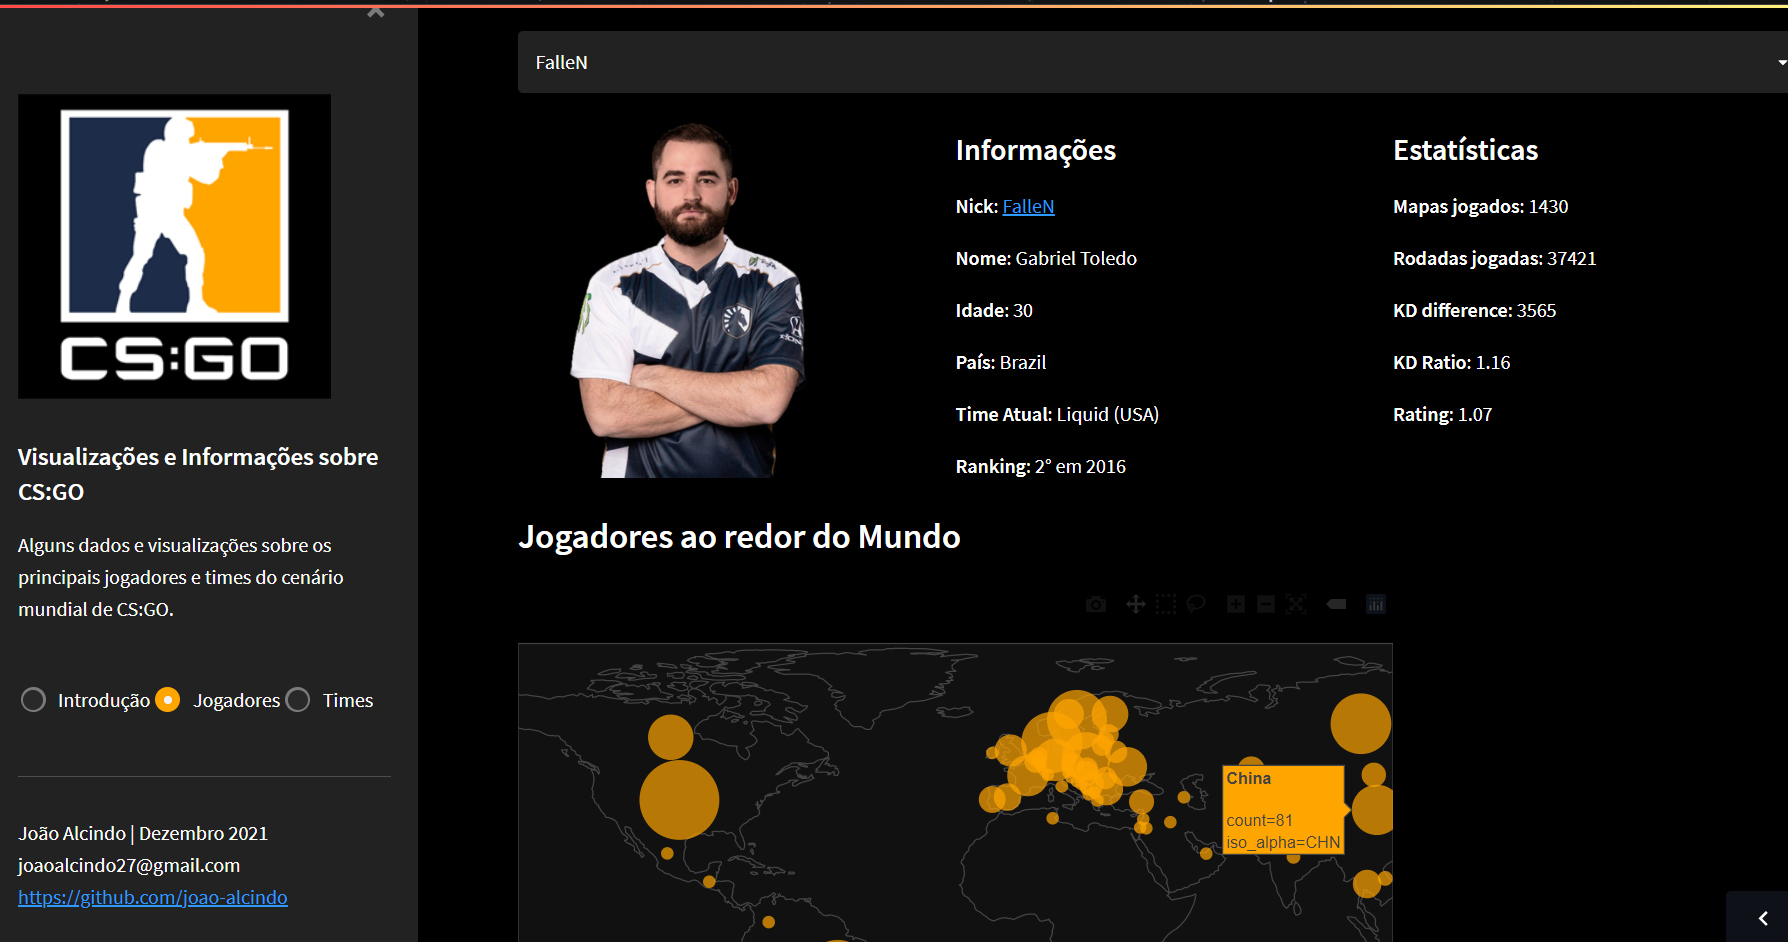 CS:GO
Visualizações e Informações sobre
CS:GO
Alguns dados e visualizações sobre os
principais jogadores e times do cenário
mundial de CS:GO.
Introdução
Jogadores
Times
João Alcindo | Dezembro 2021
joaoalcindo27@gmail.com
https://github.com/joao-alcindo
FalleN
Informações
Nick: FalleN
Nome: Gabriel Toledo
Idade: 30
País: Brazil
Time Atual: Liquid (USA)
Ranking: 2° em 2016
Estatísticas
Mapas jogados: 1430
Rodadas jogadas: 37421
KD difference: 3565
KD Ratio: 1.16
Rating: 1.07
Jogadores ao redor do Mundo
China
count=81
iso_alpha=CHN